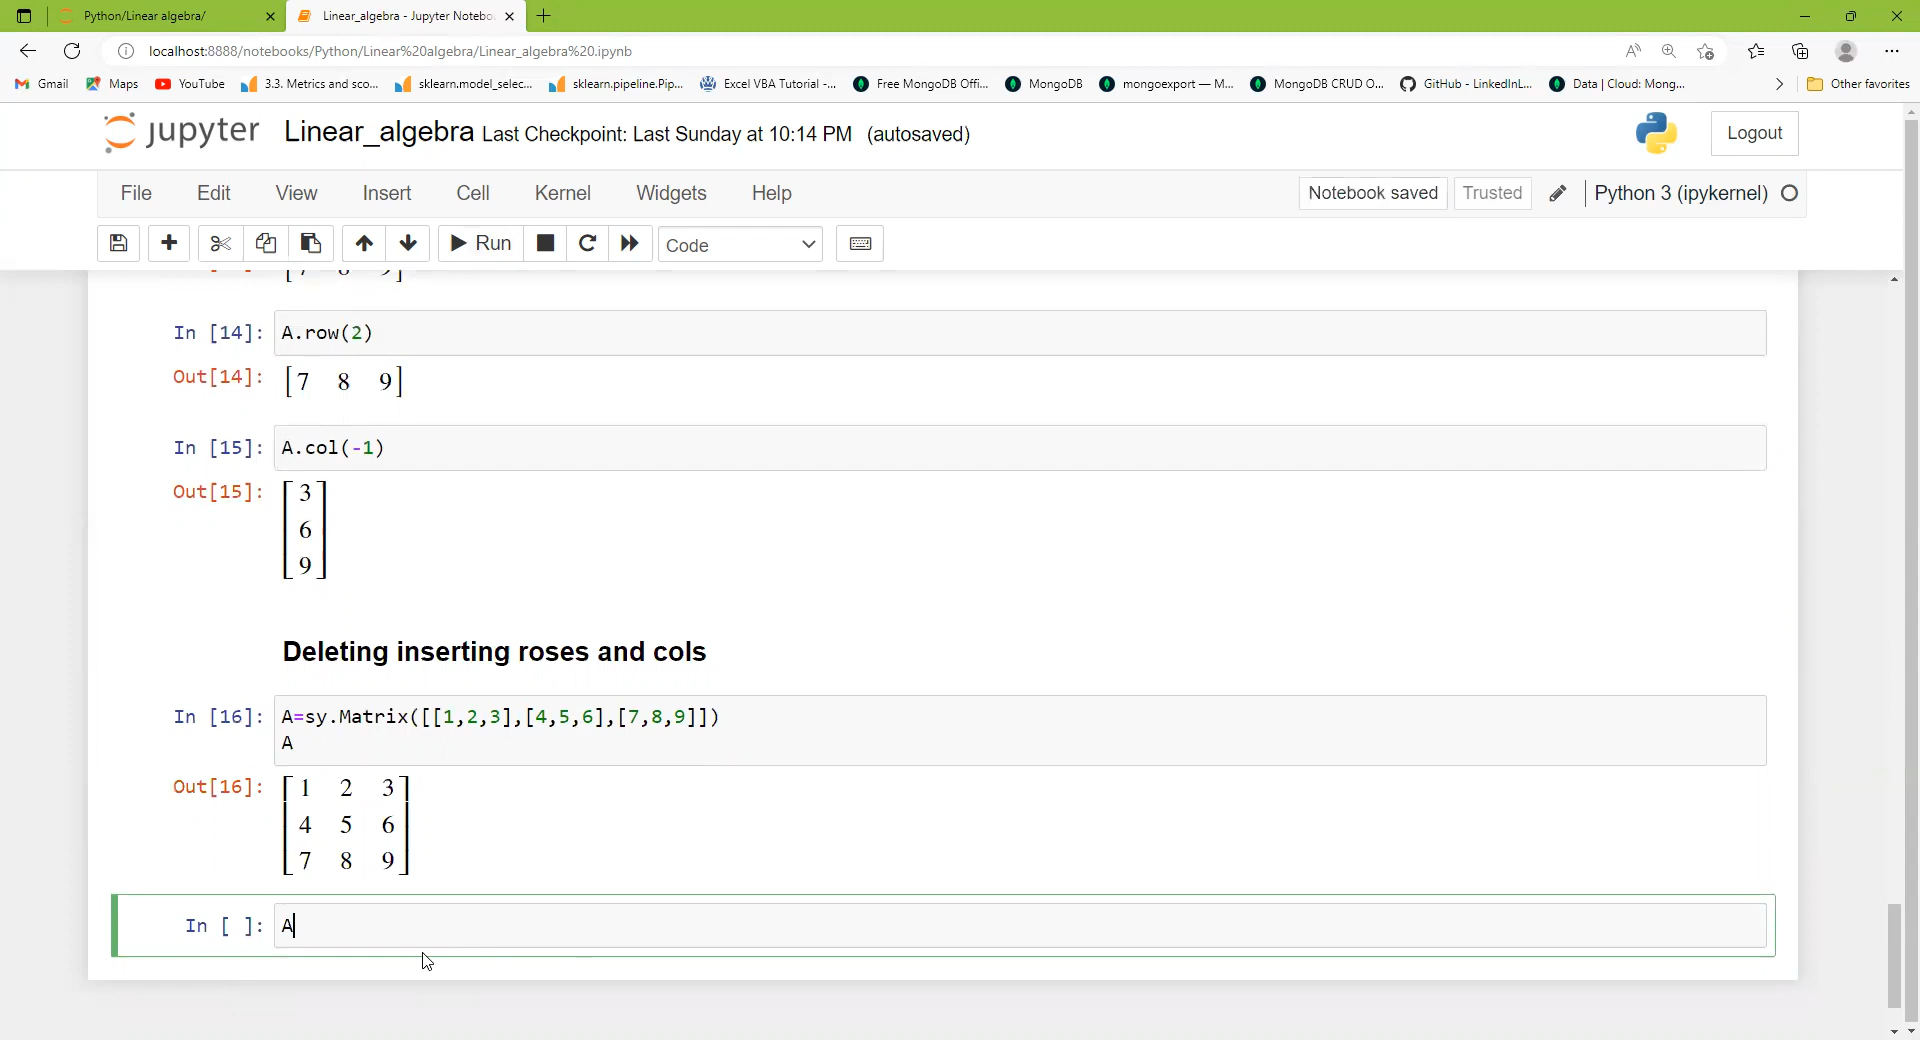 Python/Linear algebra/
Linear_algebra - Jupyter Notebo
localhost:8888/notebooks/Python/Linear%20algebra/Linear_algebra%20.ipynb
Gmail Maps YouTube 3.3. Metrics and sco... sklearn.model_selec... sklearn.pipeline.Pip... Excel VBA Tutorial -... Free MongoDB Offi... MongoDB mongoexport — M... MongoDB CRUD O... GitHub - LinkedInL... Data | Cloud: Mong... Other favorites
jupyter Linear_algebra Last Checkpoint: Last Sunday at 10:14 PM (autosaved) Logout
File Edit View Insert Cell Kernel Widgets Help Notebook saved Trusted Python 3 (ipykernel)
Run Code
[7 8 9]
In [14]: A.row(2)
Out[14]: [7 8 9]
In [15]: A.col(-1)
Out[15]: 3
6
9
Deleting inserting roses and cols
In [16]: A=sy.Matrix([[1,2,3],[4,5,6],[7,8,9]])
A
Out[16]: 1 2 3
4 5 6
7 8 9
In [ ]: A